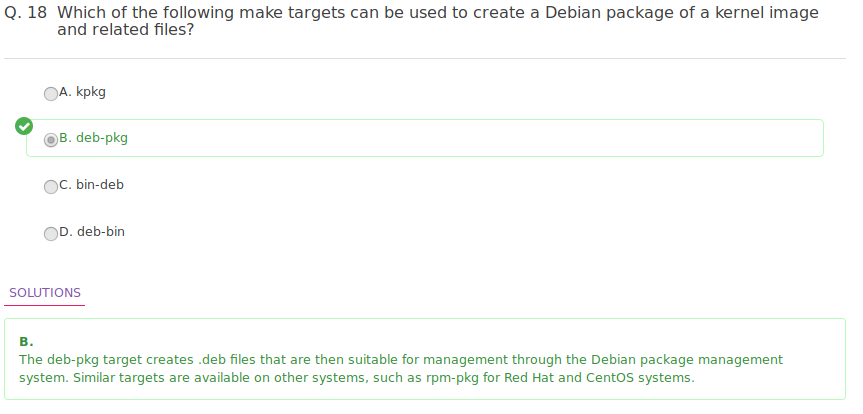 Q. 18 Which of the following make targets can be used to create a Debian package of a kernel image
and related files?
A. kpkg
B. deb-pkg
C. bin-deb
D. deb-bin
SOLUTIONS
B.
The deb-pkg target creates .deb files that are then suitable for management through the Debian package management
system. Similar targets are available on other systems, such as rpm-pkg for Red Hat and CentOS systems.